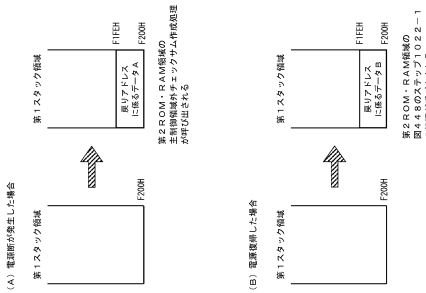 (A)電源断が発生した場合
第1スタック領域
F200H
第1スタック領域
戻りアドレス
に係るデータA
F1FEH
F200H
第2ROM・RAM領域の
主制御領域外チェックサム作成処理
が呼び出される
(B)電源復帰した場合
第1スタック領域
F200H
第1スタック領域
戻りアドレス
に係るデータB
F1FEH
F200H
第2ROM・RAM領域の
図448のステップ1022-1